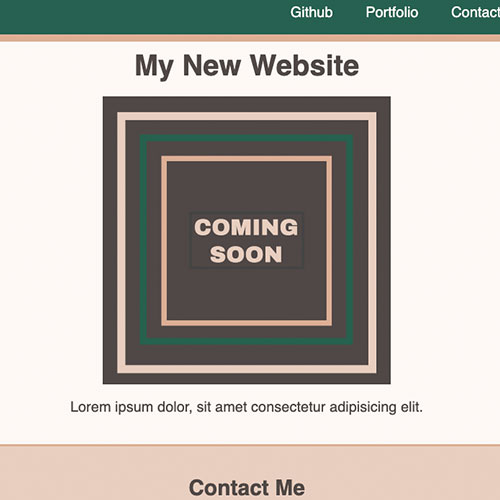 Github Portfolio Contact
My New Website
COMING
SOON
Lorem ipsum dolor, sit amet consectetur adipisicing elit.
Contact Me